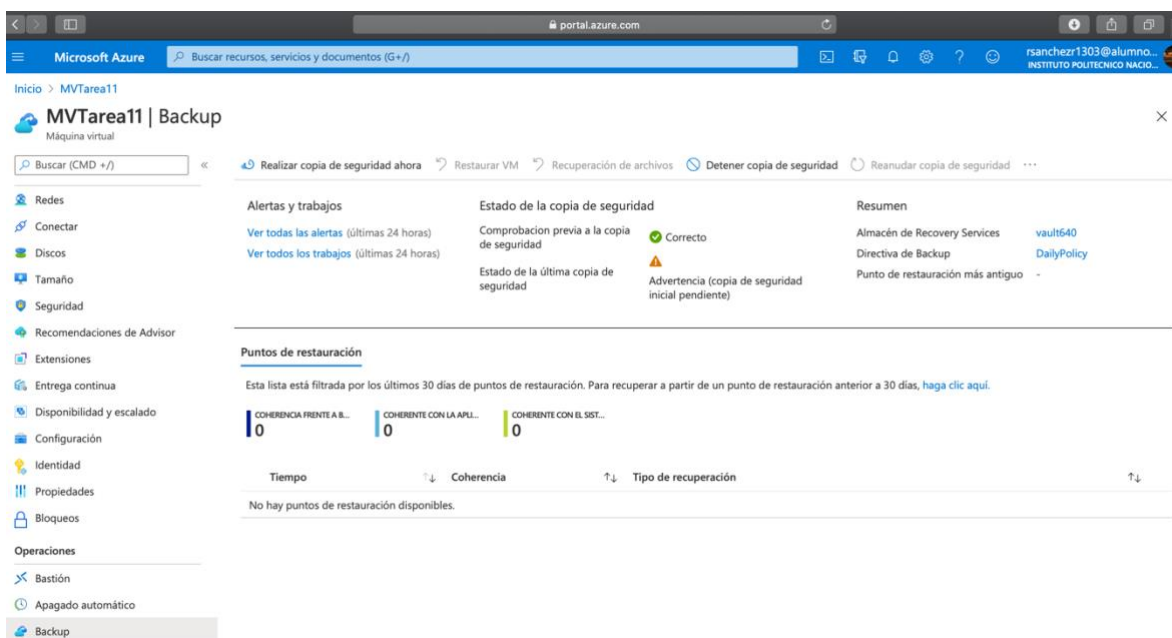 portal.azure.com
Microsoft Azure
Buscar recursos, servicios y documentos (G+/)
rsanchezr1303@alumno...
INSTITUTO POLITECNICO NACIO...
Inicio > MVTarea11
MVTarea11 | Backup
Máquina virtual
Buscar (CMD +/)
Realizar copia de seguridad ahora
Restaurar VM
Recuperación de archivos
Detener copia de seguridad
Reanudar copia de seguridad
Redes
Conectar
Discos
Tamaño
Seguridad
Recomendaciones de Advisor
Extensiones
Entrega continua
Disponibilidad y escalado
Configuración
Identidad
Propiedades
Bloqueos
Operaciones
Bastión
Apagado automático
Backup
Alertas y trabajos
Ver todas las alertas (últimas 24 horas)
Ver todos los trabajos (últimas 24 horas)
Estado de la copia de seguridad
Comprobacion previa a la copia
de seguridad
Correcto
Estado de la última copia de
seguridad
Advertencia (copia de seguridad
inicial pendiente)
Resumen
Almacén de Recovery Services vault640
Directiva de Backup DailyPolicy
Punto de restauración más antiguo -
Puntos de restauración
Esta lista está filtrada por los últimos 30 días de puntos de restauración. Para recuperar a partir de un punto de restauración anterior a 30 días, haga clic aquí.
COHERENCIA FRENTE A B...
0
COHERENTE CON LA APLI...
0
COHERENTE CON EL SIST...
0
Tiempo Coherencia Tipo de recuperación
No hay puntos de restauración disponibles.